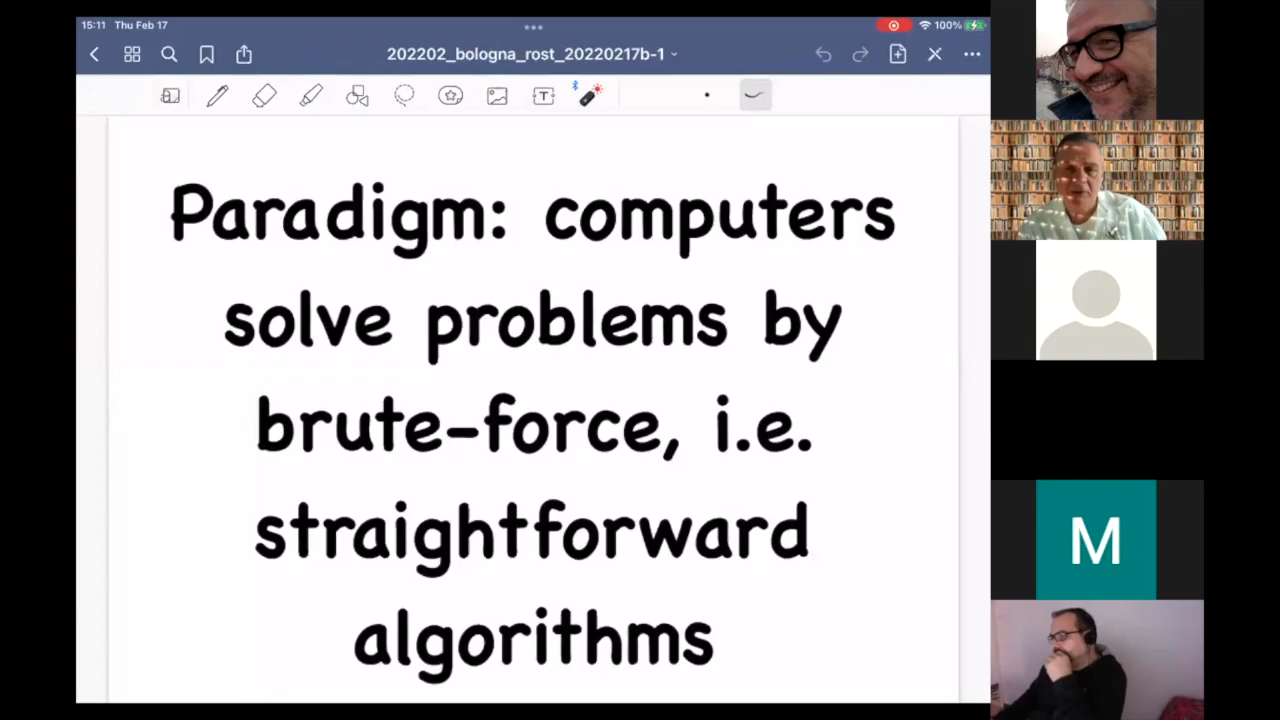 15:11 Thu Feb 17
100%
202202_bologna_rost_20220217b-1
T
Paradigm: computers
solve problems by
brute-force, i.e.
straightforward
algorithms
M